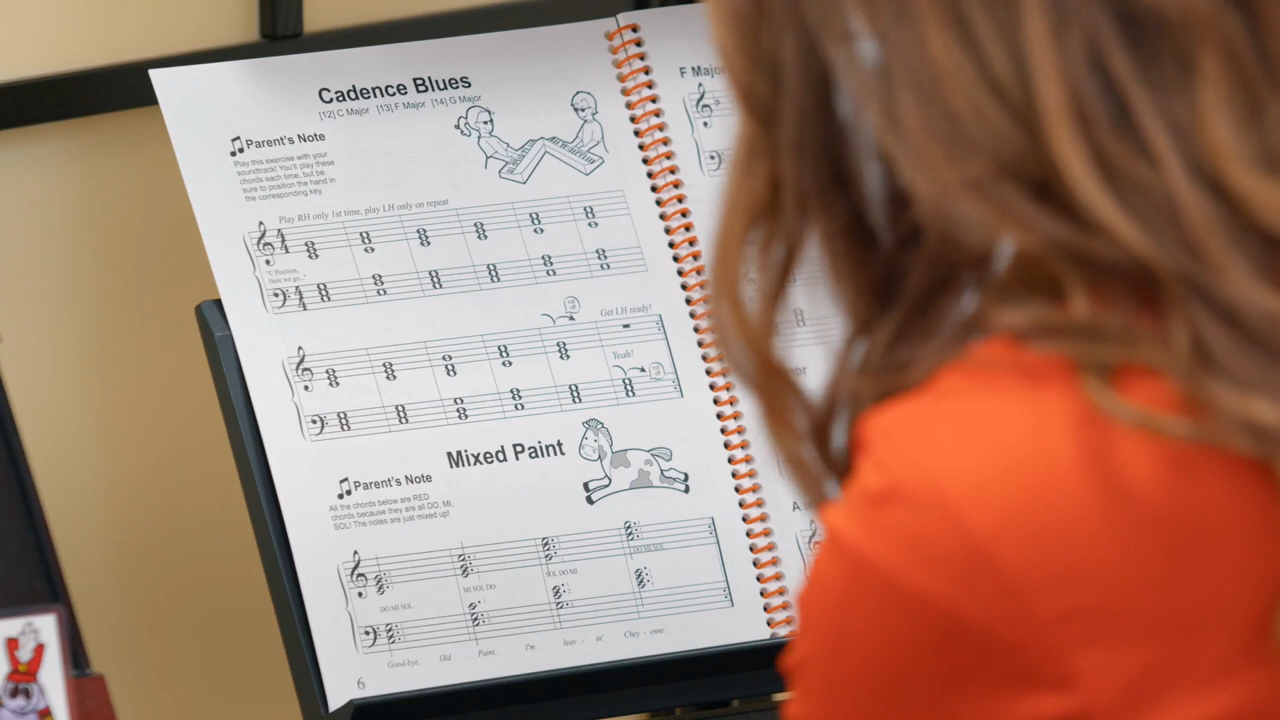 Cadence Blues
[12] C Major [13] F Major [14] G Major
Parent's Note
Play this exercise with your
soundtrack! You'll play these
chords each time, but be
sure to position the hand in
the corresponding key.
Play RH only 1st time, play LH only on repeat
"C Position,
Here we go..."
Get LH ready!
Yeah!
Mixed Paint
Parent's Note
All the chords below are RED
chords because they are all DO, MI,
SOL! The notes are just mixed up!
DO MI SOL
MI SOL DO
SOL DO MI
DO MI SOL
Good-bye, Old Paint, I'm leav - in' Chey - enne.
6
F Majo